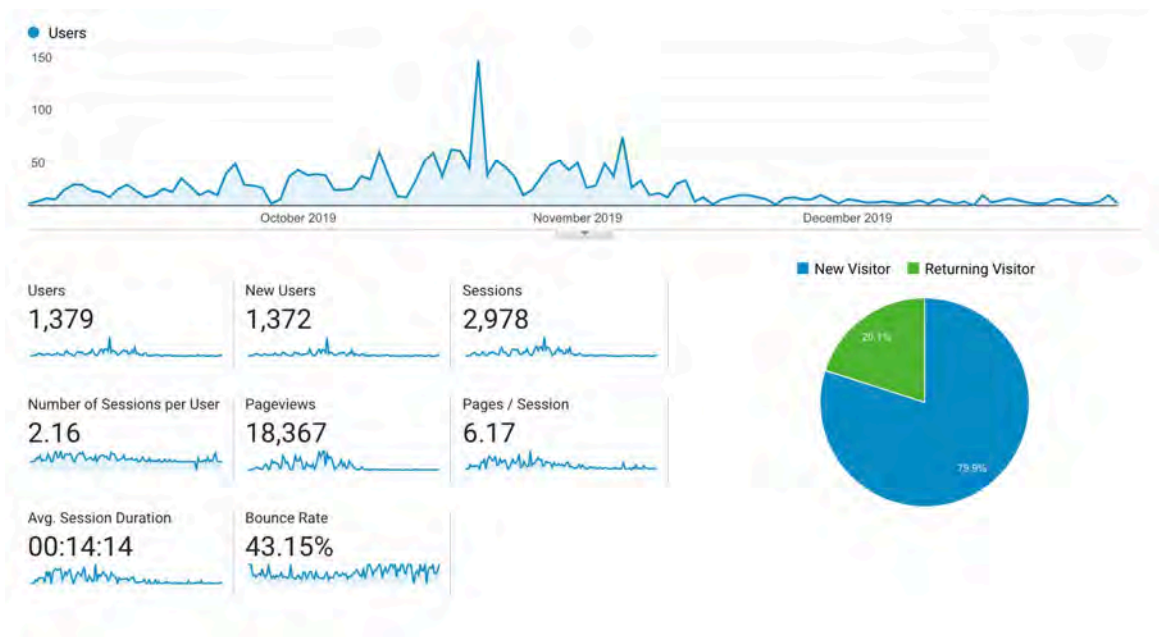 Users
150
100
50
October 2019
November 2019
December 2019
New Visitor
Returning Visitor
Users
New Users
Sessions
1,379
1,372
2,978
20.1%
Number of Sessions per User
Pageviews
Pages / Session
2.16
18,367
6.17
79.9%
Avg. Session Duration
Bounce Rate
00:14:14
43.15%